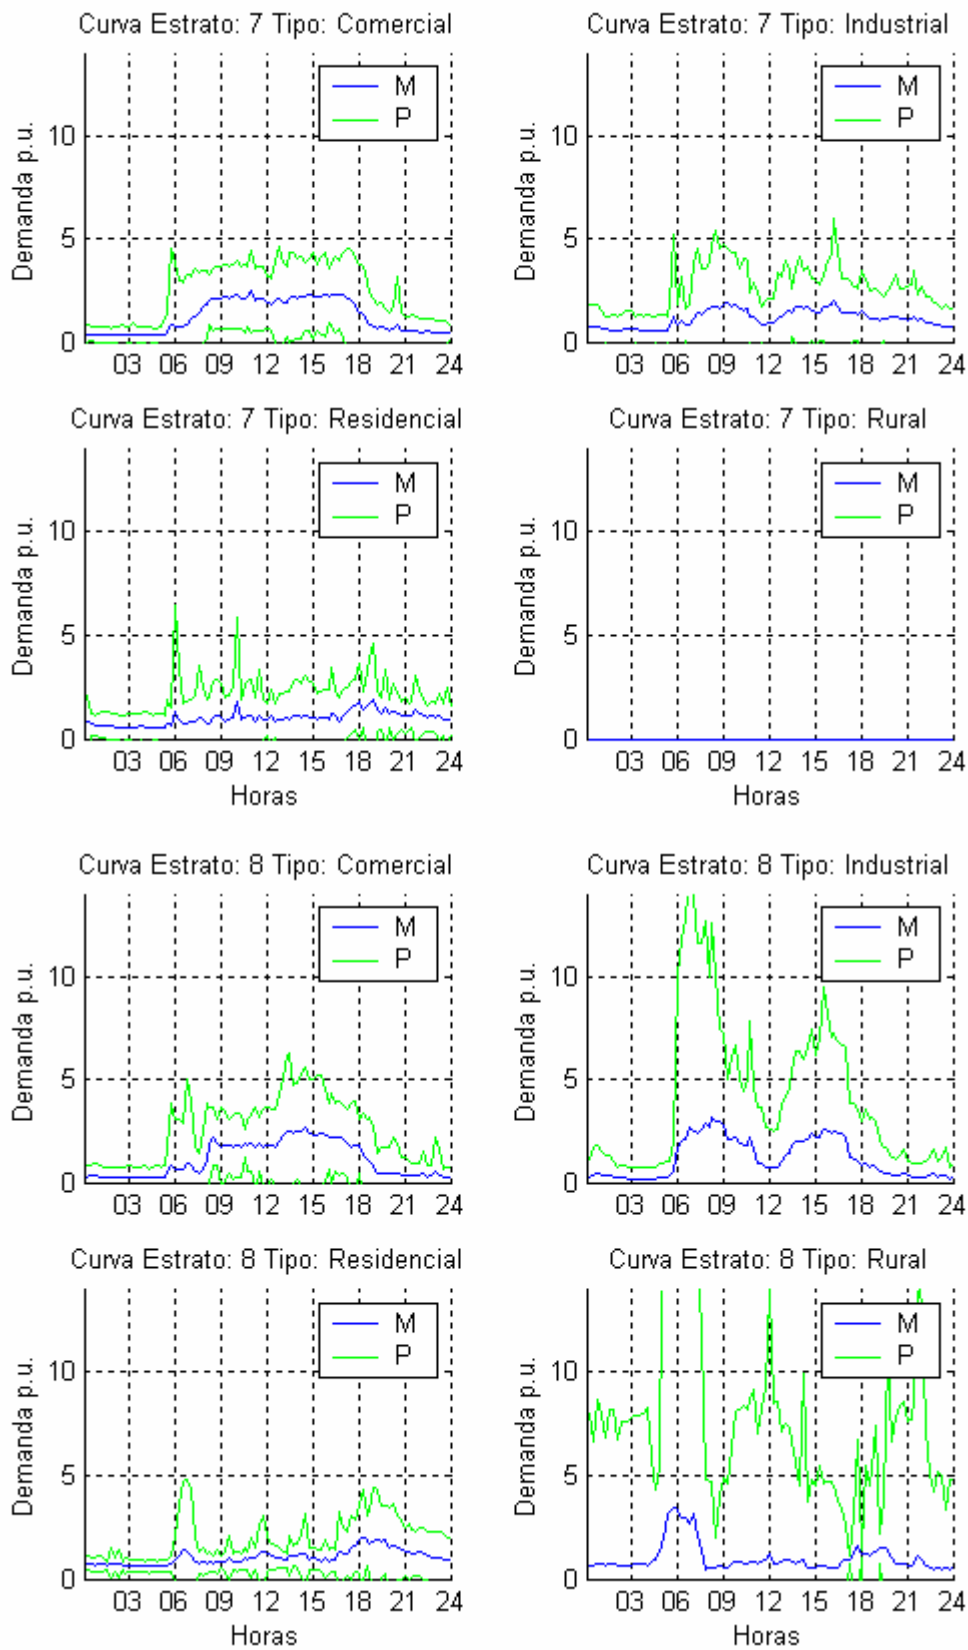 Curva Estrato: 7 Tipo: Comercial
Demanda p.u.
10
5
0
M
P
03 06 09 12 15 18 21 24
Curva Estrato: 7 Tipo: Industrial
Demanda p.u.
10
5
0
M
P
03 06 09 12 15 18 21 24
Curva Estrato: 7 Tipo: Residencial
Demanda p.u.
10
5
0
M
P
03 06 09 12 15 18 21 24
Horas
Curva Estrato: 7 Tipo: Rural
Demanda p.u.
10
5
0
M
P
03 06 09 12 15 18 21 24
Horas
Curva Estrato: 8 Tipo: Comercial
Demanda p.u.
10
5
0
M
P
03 06 09 12 15 18 21 24
Curva Estrato: 8 Tipo: Industrial
Demanda p.u.
10
5
0
M
P
03 06 09 12 15 18 21 24
Curva Estrato: 8 Tipo: Residencial
Demanda p.u.
10
5
0
M
P
03 06 09 12 15 18 21 24
Horas
Curva Estrato: 8 Tipo: Rural
Demanda p.u.
10
5
0
M
P
03 06 09 12 15 18 21 24
Horas